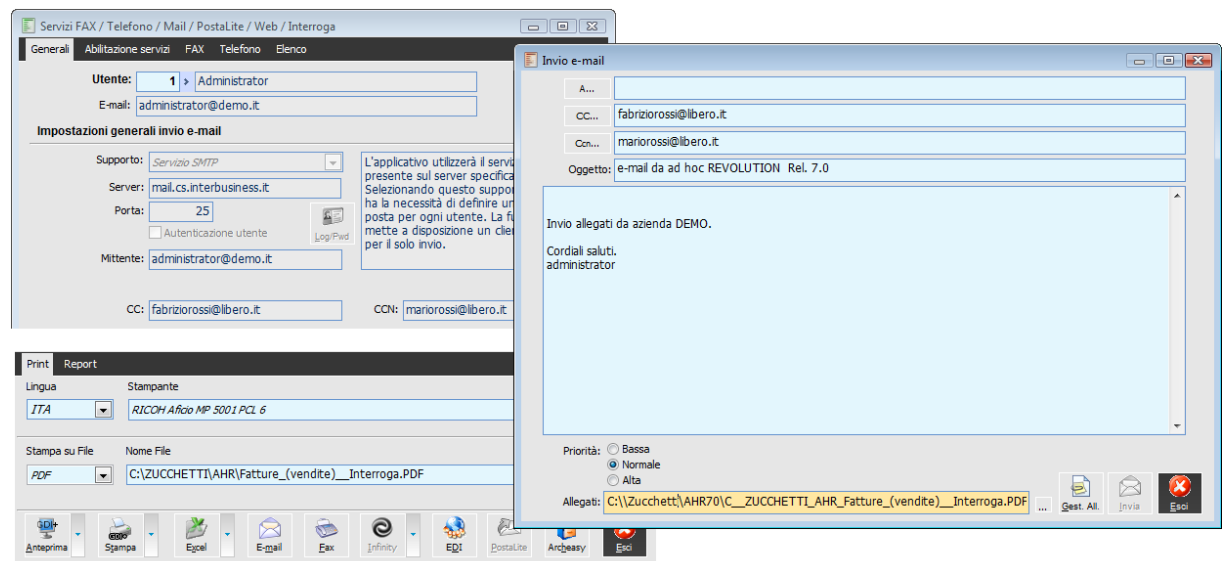 Servizi FAX / Telefono / Mail / PostaLite / Web / Interroga
Generali Abilitazione servizi FAX Telefono Elenco
Utente: 1 › Administrator
E-mail: administrator@demo.it
Impostazioni generali invio e-mail
Supporto: Servizio SMTP
Server: mail.cs.interbusiness.it
Porta: 25
Autenticazione utente
Log/Pwd
Mittente: administrator@demo.it
L'applicativo utilizzerà il serviz
presente sul server specifica
Selezionando questo suppor
ha la necessità di definire un
posta per ogni utente. La fu
mette a disposizione un clien
per il solo invio.
CC: fabriziorossi@libero.it CCN: mariorossi@libero.it
Invio e-mail
A...
CC... fabriziorossi@libero.it
Ccn... mariorossi@libero.it
Oggetto: e-mail da ad hoc REVOLUTION Rel. 7.0
Invio allegati da azienda DEMO.
Cordiali saluti.
administrator
Priorità: Bassa
Normale
Alta
Allegati: C:\\Zucchetti\AHR70\C__ZUCCHETTI_AHR_Fatture_(vendite)__Interroga.PDF ...
Gest. All. Invia Esci
Print Report
Lingua Stampante
ITA RICOH Aficio MP 5001 PCL 6
Stampa su File Nome File
PDF C:\ZUCCHETTI\AHR\Fatture_(vendite)__Interroga.PDF
GDI+
Anteprima Stampa Excel E-mail Fax Infinity EDI PostaLite Archeasy Esci